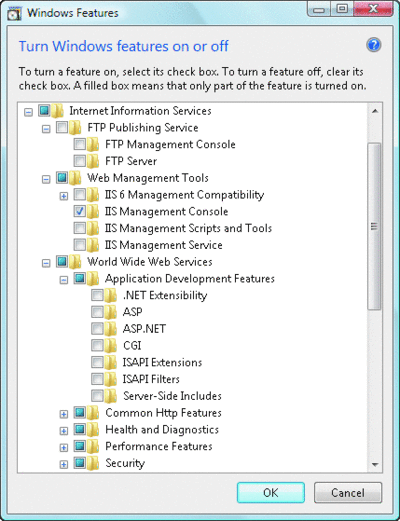 Windows Features
Turn Windows features on or off
To turn a feature on, select its check box. To turn a feature off, clear its
check box. A filled box means that only part of the feature is turned on.
Internet Information Services
FTP Publishing Service
FTP Management Console
FTP Server
Web Management Tools
IIS 6 Management Compatibility
IIS Management Console
IIS Management Scripts and Tools
IIS Management Service
World Wide Web Services
Application Development Features
.NET Extensibility
ASP
ASP.NET
CGI
ISAPI Extensions
ISAPI Filters
Server-Side Includes
Common Http Features
Health and Diagnostics
Performance Features
Security
OK
Cancel